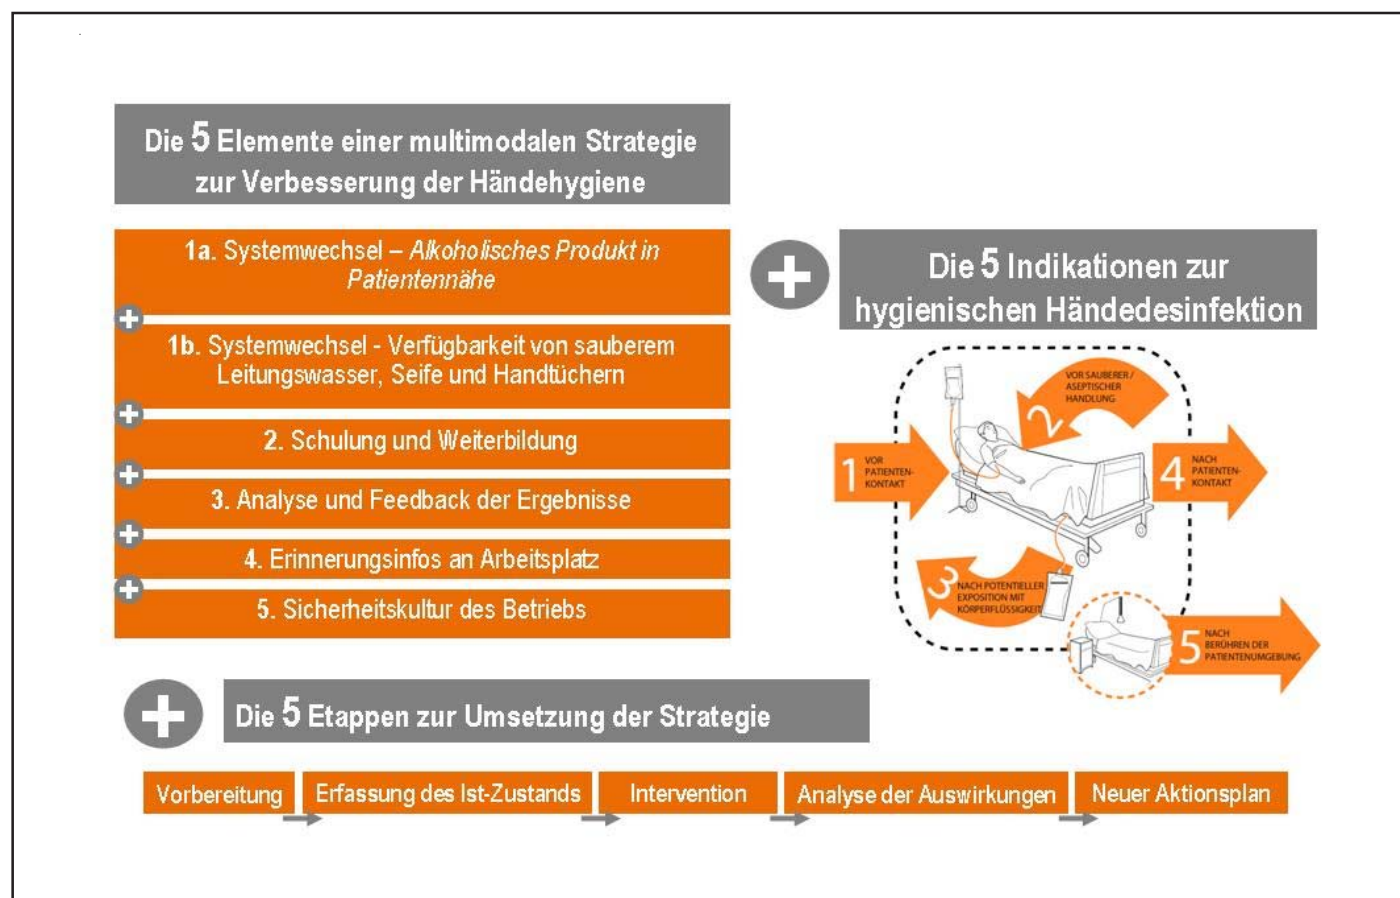 Die 5 Elemente einer multimodalen Strategie
zur Verbesserung der Händehygiene
1a. Systemwechsel – Alkoholisches Produkt in
Patientennähe
1b. Systemwechsel - Verfügbarkeit von sauberem
Leitungswasser, Seife und Handtüchern
2. Schulung und Weiterbildung
3. Analyse und Feedback der Ergebnisse
4. Erinnerungsinfos an Arbeitsplatz
5. Sicherheitskultur des Betriebs
Die 5 Indikationen zur
hygienischen Händedesinfektion
1
VOR
PATIENTEN-
KONTAKT
2
VOR SAUBERER /
ASEPTISCHER
HANDLUNG
3
NACH POTENTIELLER
EXPOSITION MIT
KÖRPERFLÜSSIGKEIT
4
NACH
PATIENTEN-
KONTAKT
5
NACH
BERÜHREN DER
PATIENTENUMGEBUNG
Die 5 Etappen zur Umsetzung der Strategie
Vorbereitung
Erfassung des Ist-Zustands
Intervention
Analyse der Auswirkungen
Neuer Aktionsplan